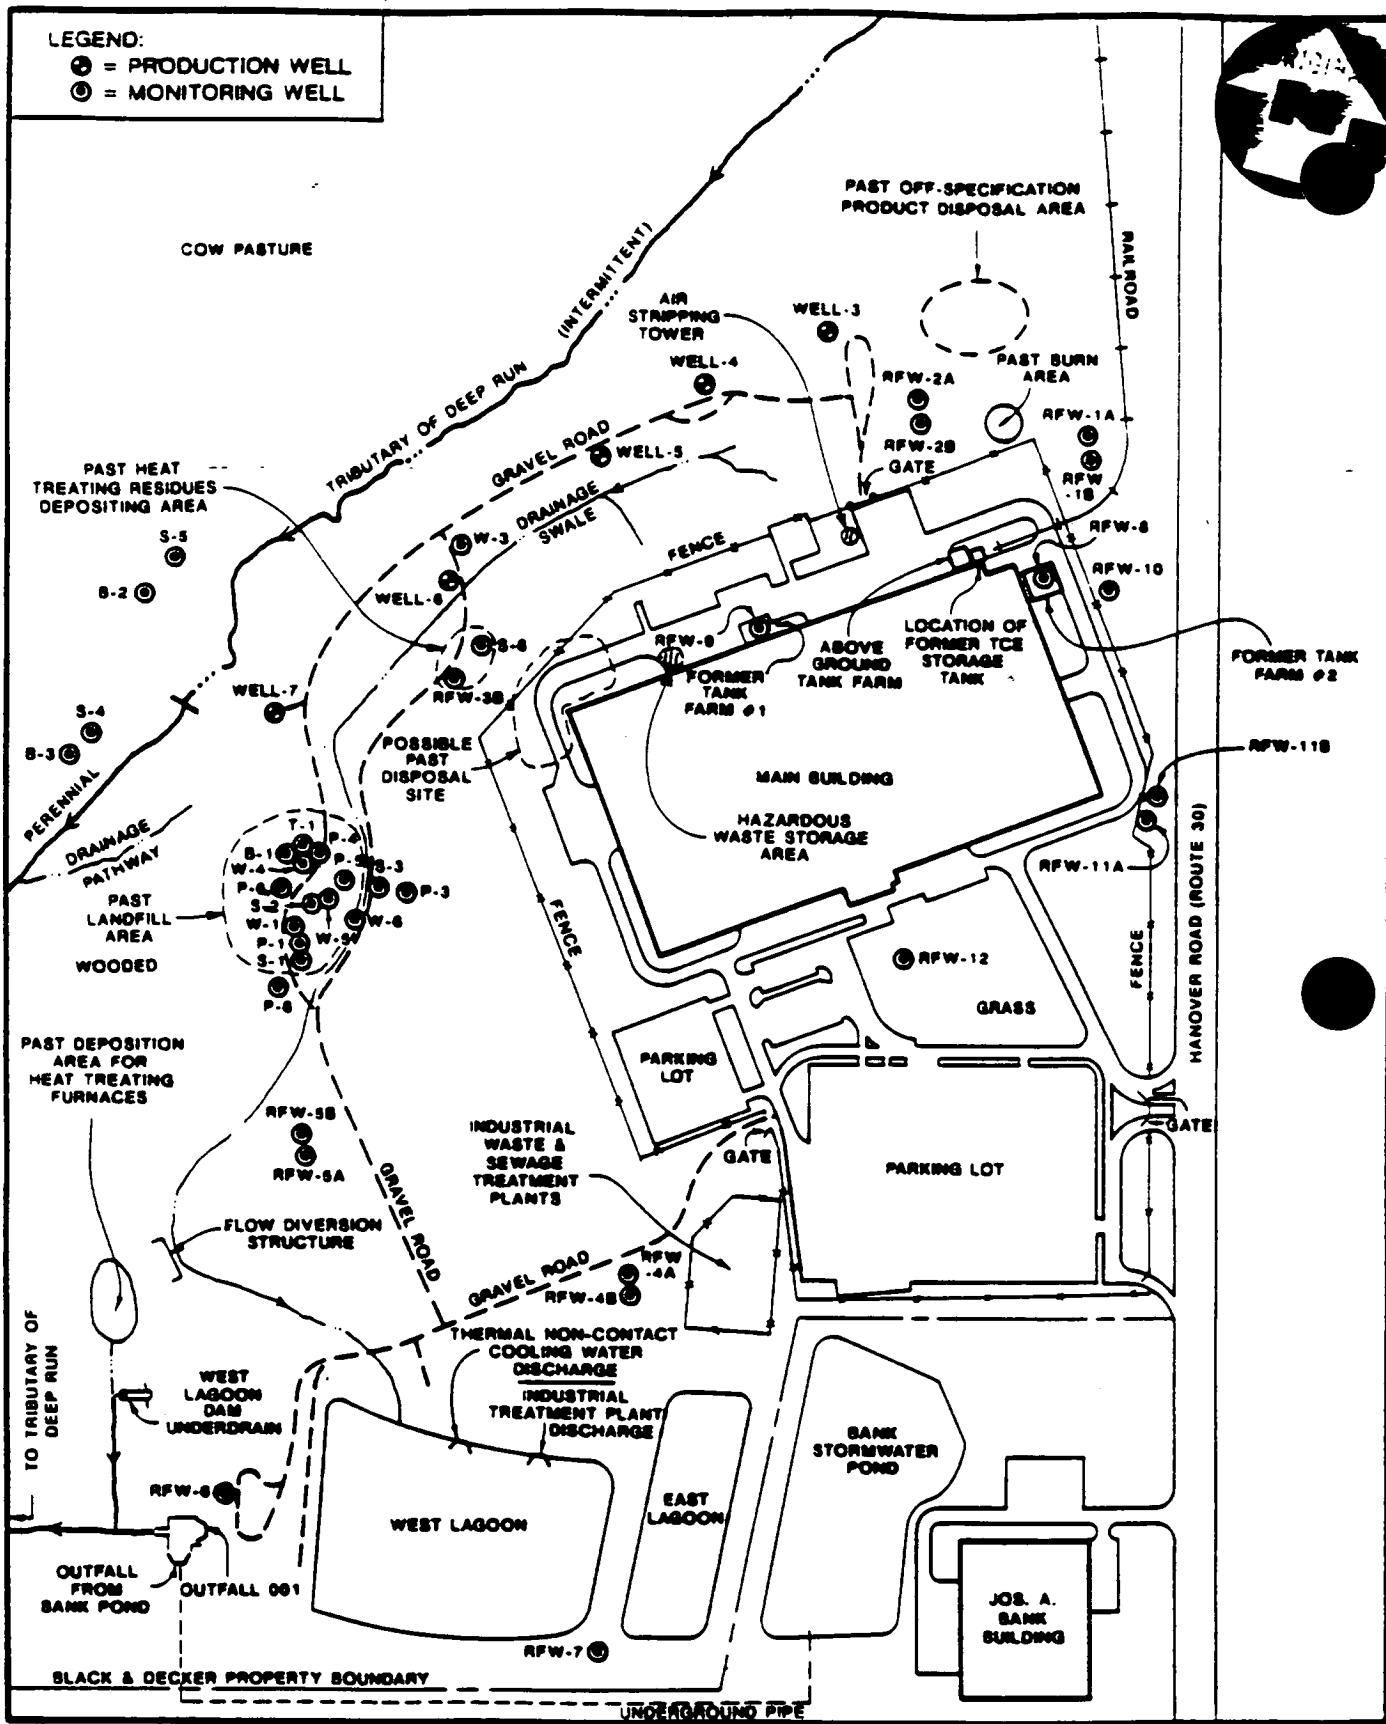 LEGEND:
= PRODUCTION WELL
= MONITORING WELL
COW PASTURE
PAST OFF-SPECIFICATION
PRODUCT DISPOSAL AREA
RAILROAD
(INTERMITTENT)
TRIBUTARY OF DEEP RUN
AIR
STRIPPING
TOWER
WELL-3
WELL-4
PAST BURN
AREA
RFW-2A
RFW-2B
RFW-1A
RFW
-1B
GATE
GRAVEL ROAD
WELL-5
DRAINAGE
SWALE
PAST HEAT
TREATING RESIDUES
DEPOSITING AREA
FENCE
S-5
B-2
W-3
WELL-6
RFW-8
RFW-10
S-6
RFW-3B
RFW-9
FORMER
TANK
FARM #1
ABOVE
GROUND
TANK FARM
LOCATION OF
FORMER TCE
STORAGE
TANK
FORMER TANK
FARM #2
WELL-7
S-4
B-3
PERENNIAL
POSSIBLE
PAST
DISPOSAL
SITE
MAIN BUILDING
RFW-11B
HAZARDOUS
WASTE STORAGE
AREA
RFW-11A
DRAINAGE
PATHWAY
T-1
B-1
W-4
P-6
S-2
W-1
P-1
S-1
W-5
W-6
S-3
P-3
PAST
LANDFILL
AREA
WOODED
FENCE
RFW-12
GRASS
FENCE
HANOVER ROAD (ROUTE 30)
PAST DEPOSITION
AREA FOR
HEAT TREATING
FURNACES
PARKING
LOT
RFW-5B
RFW-5A
INDUSTRIAL
WASTE &
SEWAGE
TREATMENT
PLANTS
GATE
GATE
PARKING LOT
GRAVEL ROAD
FLOW DIVERSION
STRUCTURE
GRAVEL ROAD
RFW
-4A
RFW-4B
THERMAL NON-CONTACT
COOLING WATER
DISCHARGE
INDUSTRIAL
TREATMENT PLANT
DISCHARGE
TO TRIBUTARY OF
DEEP RUN
WEST
LAGOON
DAM
UNDERDRAIN
BANK
STORMWATER
POND
RFW-6
WEST LAGOON
EAST
LAGOON
OUTFALL
FROM
BANK POND
OUTFALL 001
JOS. A.
BANK
BUILDING
RFW-7
BLACK & DECKER PROPERTY BOUNDARY
UNDERGROUND PIPE